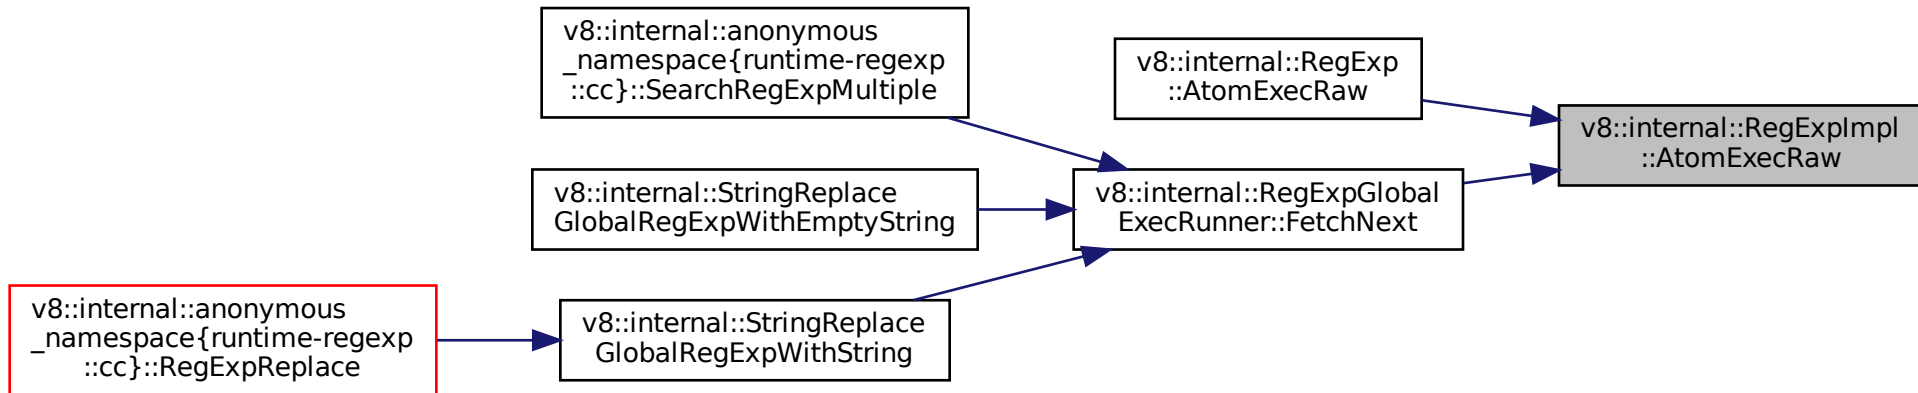 v8::internal::anonymous
_namespace{runtime-regexp
::cc}::SearchRegExpMultiple
v8::internal::RegExp
::AtomExecRaw
v8::internal::RegExpImpl
::AtomExecRaw
v8::internal::StringReplace
GlobalRegExpWithEmptyString
v8::internal::RegExpGlobal
ExecRunner::FetchNext
v8::internal::anonymous
_namespace{runtime-regexp
::cc}::RegExpReplace
v8::internal::StringReplace
GlobalRegExpWithString